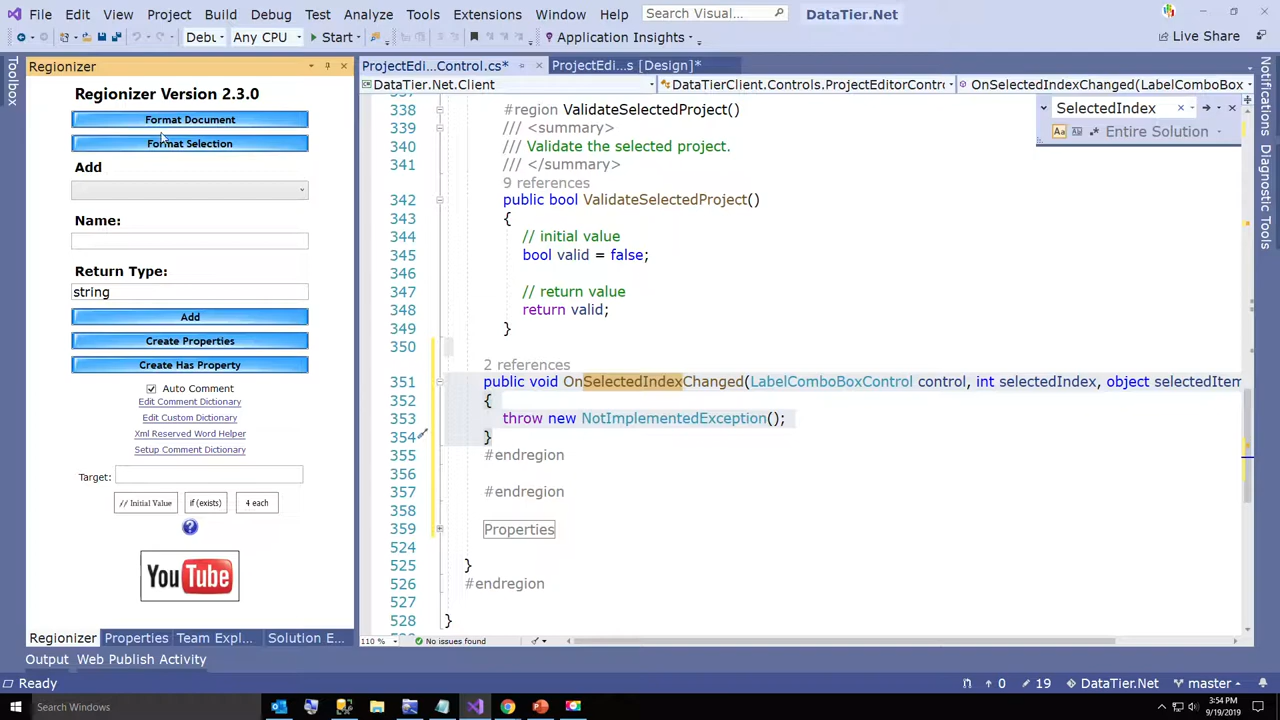 File Edit View Project Build Debug Test Analyze Tools Extensions Window Help Search Visual... DataTier.Net
Debu Any CPU Start Application Insights Live Share
Toolbox
Regionizer
Regionizer Version 2.3.0
Format Document
Format Selection
Add
Name:
Return Type:
string
Add
Create Properties
Create Has Property
Auto Comment
Edit Comment Dictionary
Edit Custom Dictionary
Xml Reserved Word Helper
Setup Comment Dictionary
Target:
// Initial Value if (exists) 4 each
?
YouTube
Regionizer Properties Team Expl... Solution E...
ProjectEdi...Control.cs* ProjectEdi...s [Design]*
DataTier.Net.Client DataTierClient.Controls.ProjectEditorContr OnSelectedIndexChanged(LabelComboBox
SelectedIndex
Aa Entire Solution
338 #region ValidateSelectedProject()
339 /// <summary>
340 /// Validate the selected project.
341 /// </summary>
9 references
342 public bool ValidateSelectedProject()
343 {
344 // initial value
345 bool valid = false;
346
347 // return value
348 return valid;
349 }
350
2 references
351 public void OnSelectedIndexChanged(LabelComboBoxControl control, int selectedIndex, object selectedItem
352 {
353 throw new NotImplementedException();
354 }
355 #endregion
356
357 #endregion
358
359 Properties
524
525 }
526 #endregion
527
528 }
110 % No issues found
Notifications
Diagnostic Tools
Output Web Publish Activity
Ready 0 19 DataTier.Net master
Search Windows 3:54 PM
9/19/2019